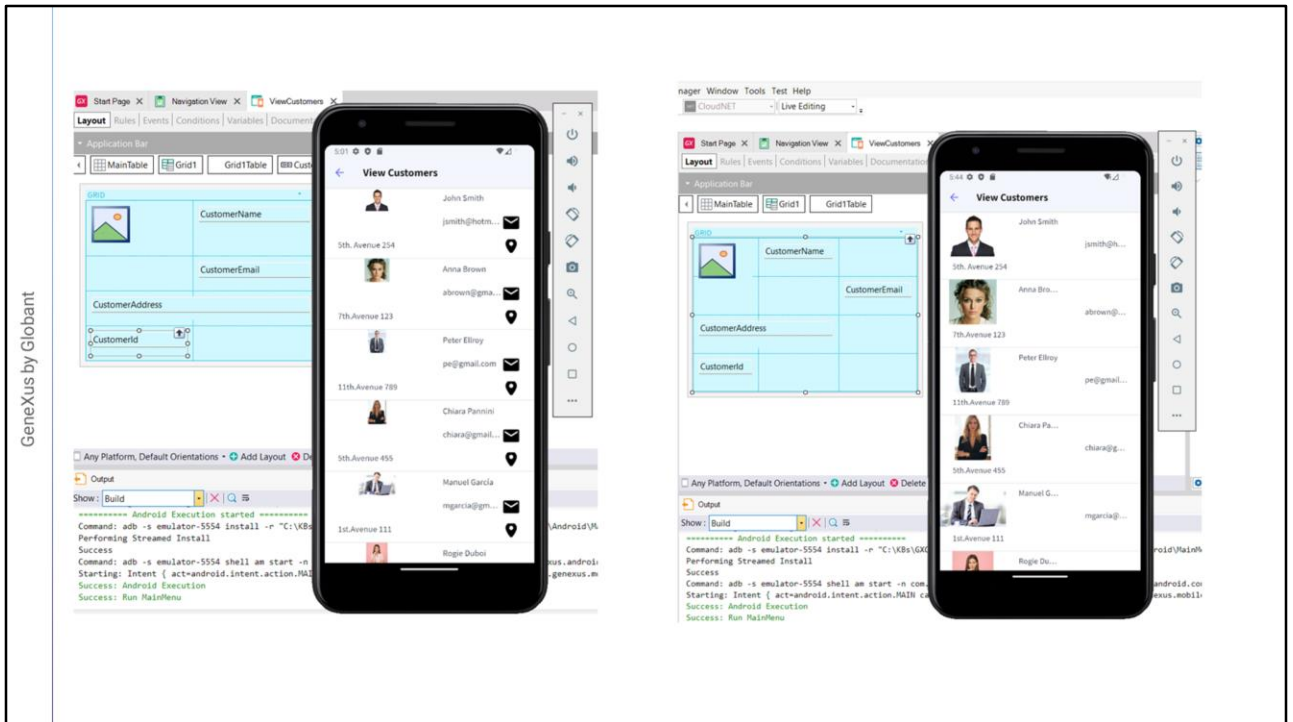 GeneXus by Globant
Start Page X Navigation View X ViewCustomers X
Layout Rules Events Conditions Variables
Application Bar
MainTable Grid1 Grid1Table
GRID
CustomerName
CustomerEmail
CustomerAddress
CustomerId
Any Platform, Default Orientations • Add Layout
Output
Show: Build
========== Android Execution started ==========
Command: adb -s emulator-5554 install -r "C:\KBs
Performing Streamed Install
Success
Command: adb -s emulator-5554 shell am start -n
Starting: Intent { act=android.intent.action.MAI
Success: Android Execution
Success: Run MainMenu
5:01
View Customers
John Smith
jsmith@hotm...
5th. Avenue 254
Anna Brown
abrown@gma...
7th.Avenue 123
Peter Ellroy
pe@gmail.com
11th.Avenue 789
Chiara Pannini
chiara@gmail...
5th.Avenue 455
Manuel García
mgarcia@gm...
1st.Avenue 111
Rogie Duboi
nager Window Tools Test Help
CloudNET Live Editing
Start Page X Navigation View X ViewCustomers X
Layout Rules Events Conditions Variables Documentation
Application Bar
MainTable Grid1 Grid1Table
GRID
CustomerName
CustomerEmail
CustomerAddress
CustomerId
Any Platform, Default Orientations • Add Layout Delete
Output
Show: Build
========== Android Execution started ==========
Command: adb -s emulator-5554 install -r "C:\KBs\GX
Performing Streamed Install
Success
Command: adb -s emulator-5554 shell am start -n com.
Starting: Intent { act=android.intent.action.MAIN ca
Success: Android Execution
Success: Run MainMenu
5:44
View Customers
John Smith
jsmith@h...
5th. Avenue 254
Anna Bro...
abrown@...
7th.Avenue 123
Peter Ellroy
pe@gmail...
11th.Avenue 789
Chiara Pa...
chiara@g...
5th.Avenue 455
Manuel G...
mgarcia@...
1st.Avenue 111
Rogie Du...